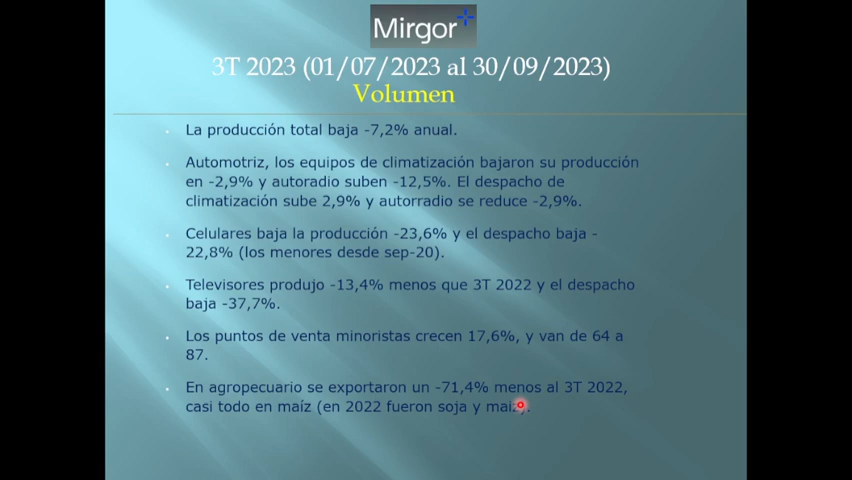 Mirgor
3T 2023 (01/07/2023 al 30/09/2023)
Volumen
La producción total baja -7,2% anual.
Automotriz, los equipos de climatización bajaron su producción
en -2,9% y autoradio suben -12,5%. El despacho de
climatización sube 2,9% y autorradio se reduce -2,9%.
Celulares baja la producción -23,6% y el despacho baja -
22,8% (los menores desde sep-20).
Televisores produjo -13,4% menos que 3T 2022 y el despacho
baja -37,7%.
Los puntos de venta minoristas crecen 17,6%, y van de 64 a
87.
En agropecuario se exportaron un -71,4% menos al 3T 2022,
casi todo en maíz (en 2022 fueron soja y maiz).